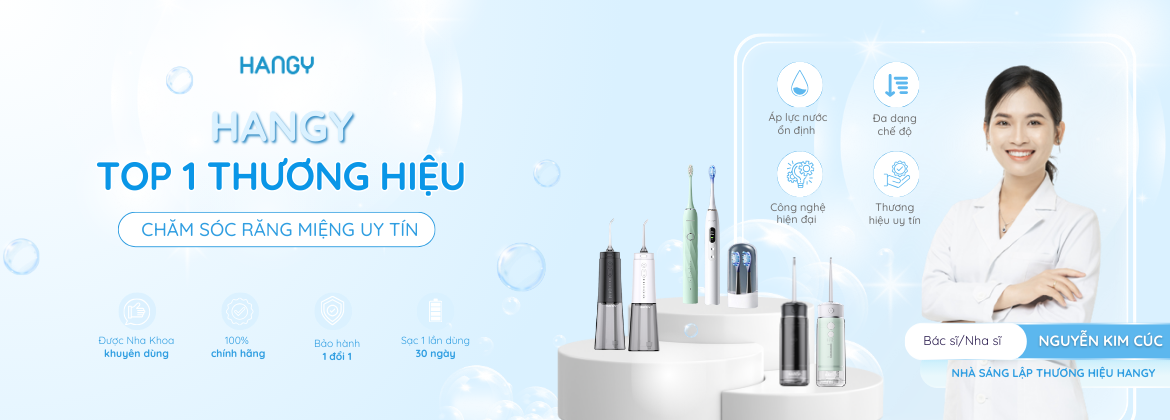 HANGY
HANGY
TOP 1 THƯƠNG HIỆU
CHĂM SÓC RĂNG MIỆNG UY TÍN
Được Nha Khoa
khuyên dùng
100%
chính hãng
Bảo hành
1 đổi 1
Sạc 1 lần dùng
30 ngày
Áp lực nước
ổn định
Đa dạng
chế độ
Công nghệ
hiện đại
Thương
hiệu uy tín
Bác sĩ/Nha sĩ
NGUYỄN KIM CÚC
NHÀ SÁNG LẬP THƯƠNG HIỆU HANGY